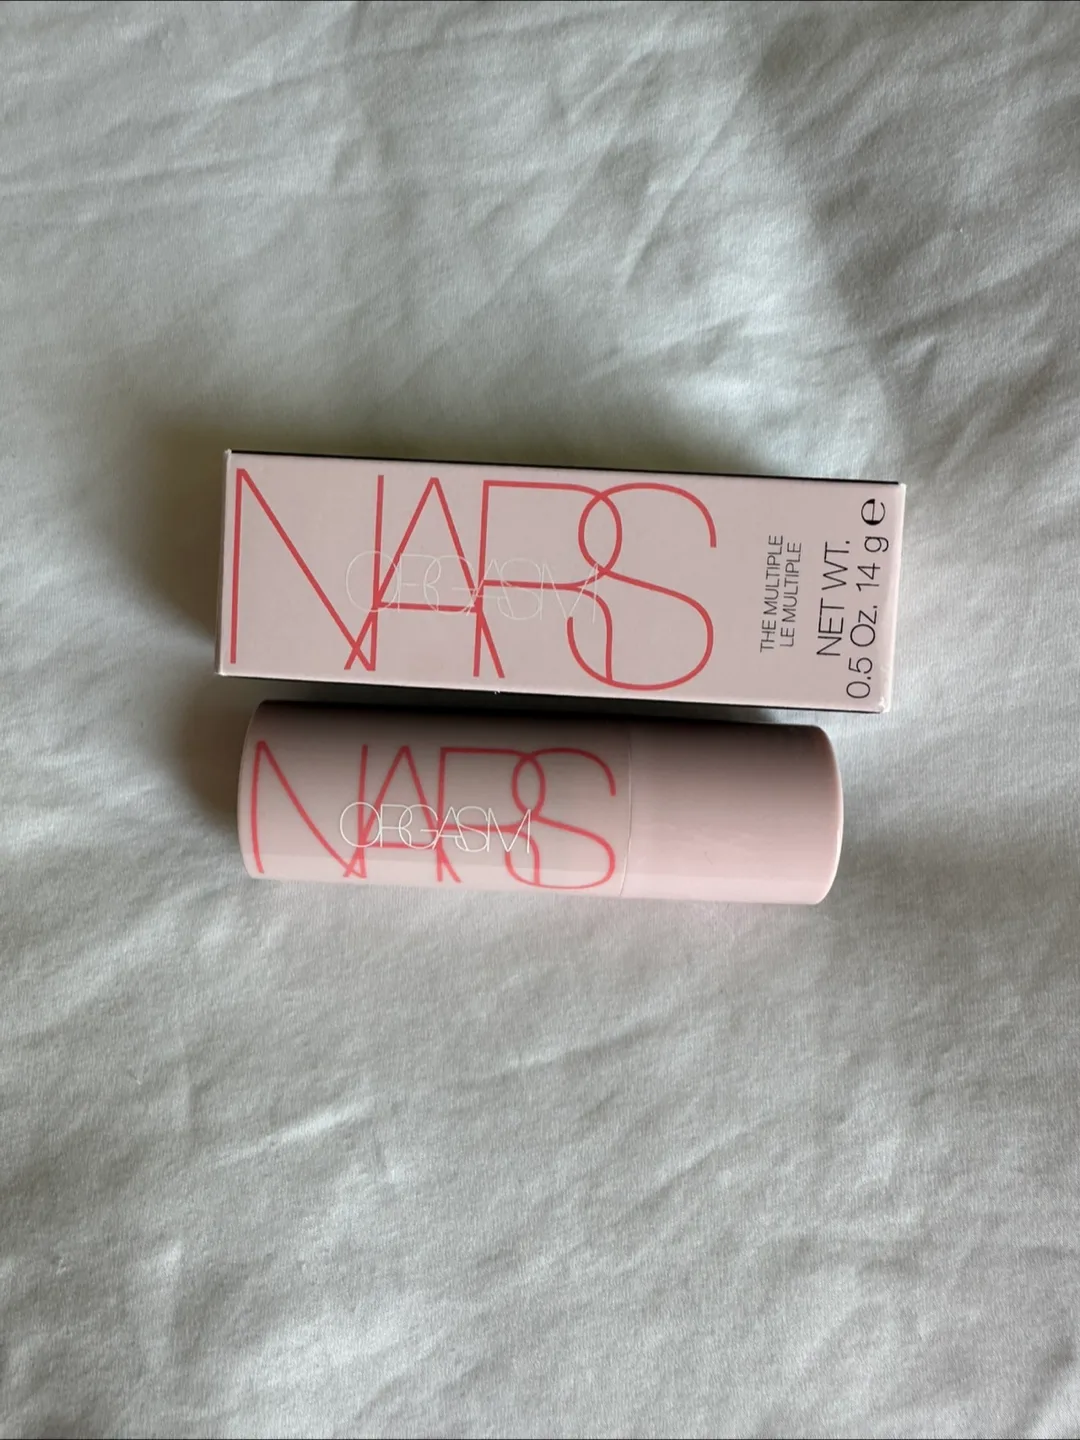 NARS
ORGASM
THE MULTIPLE
LE MULTIPLE
NET WT.
0.5 Oz. 14 g e
NARS
ORGASM